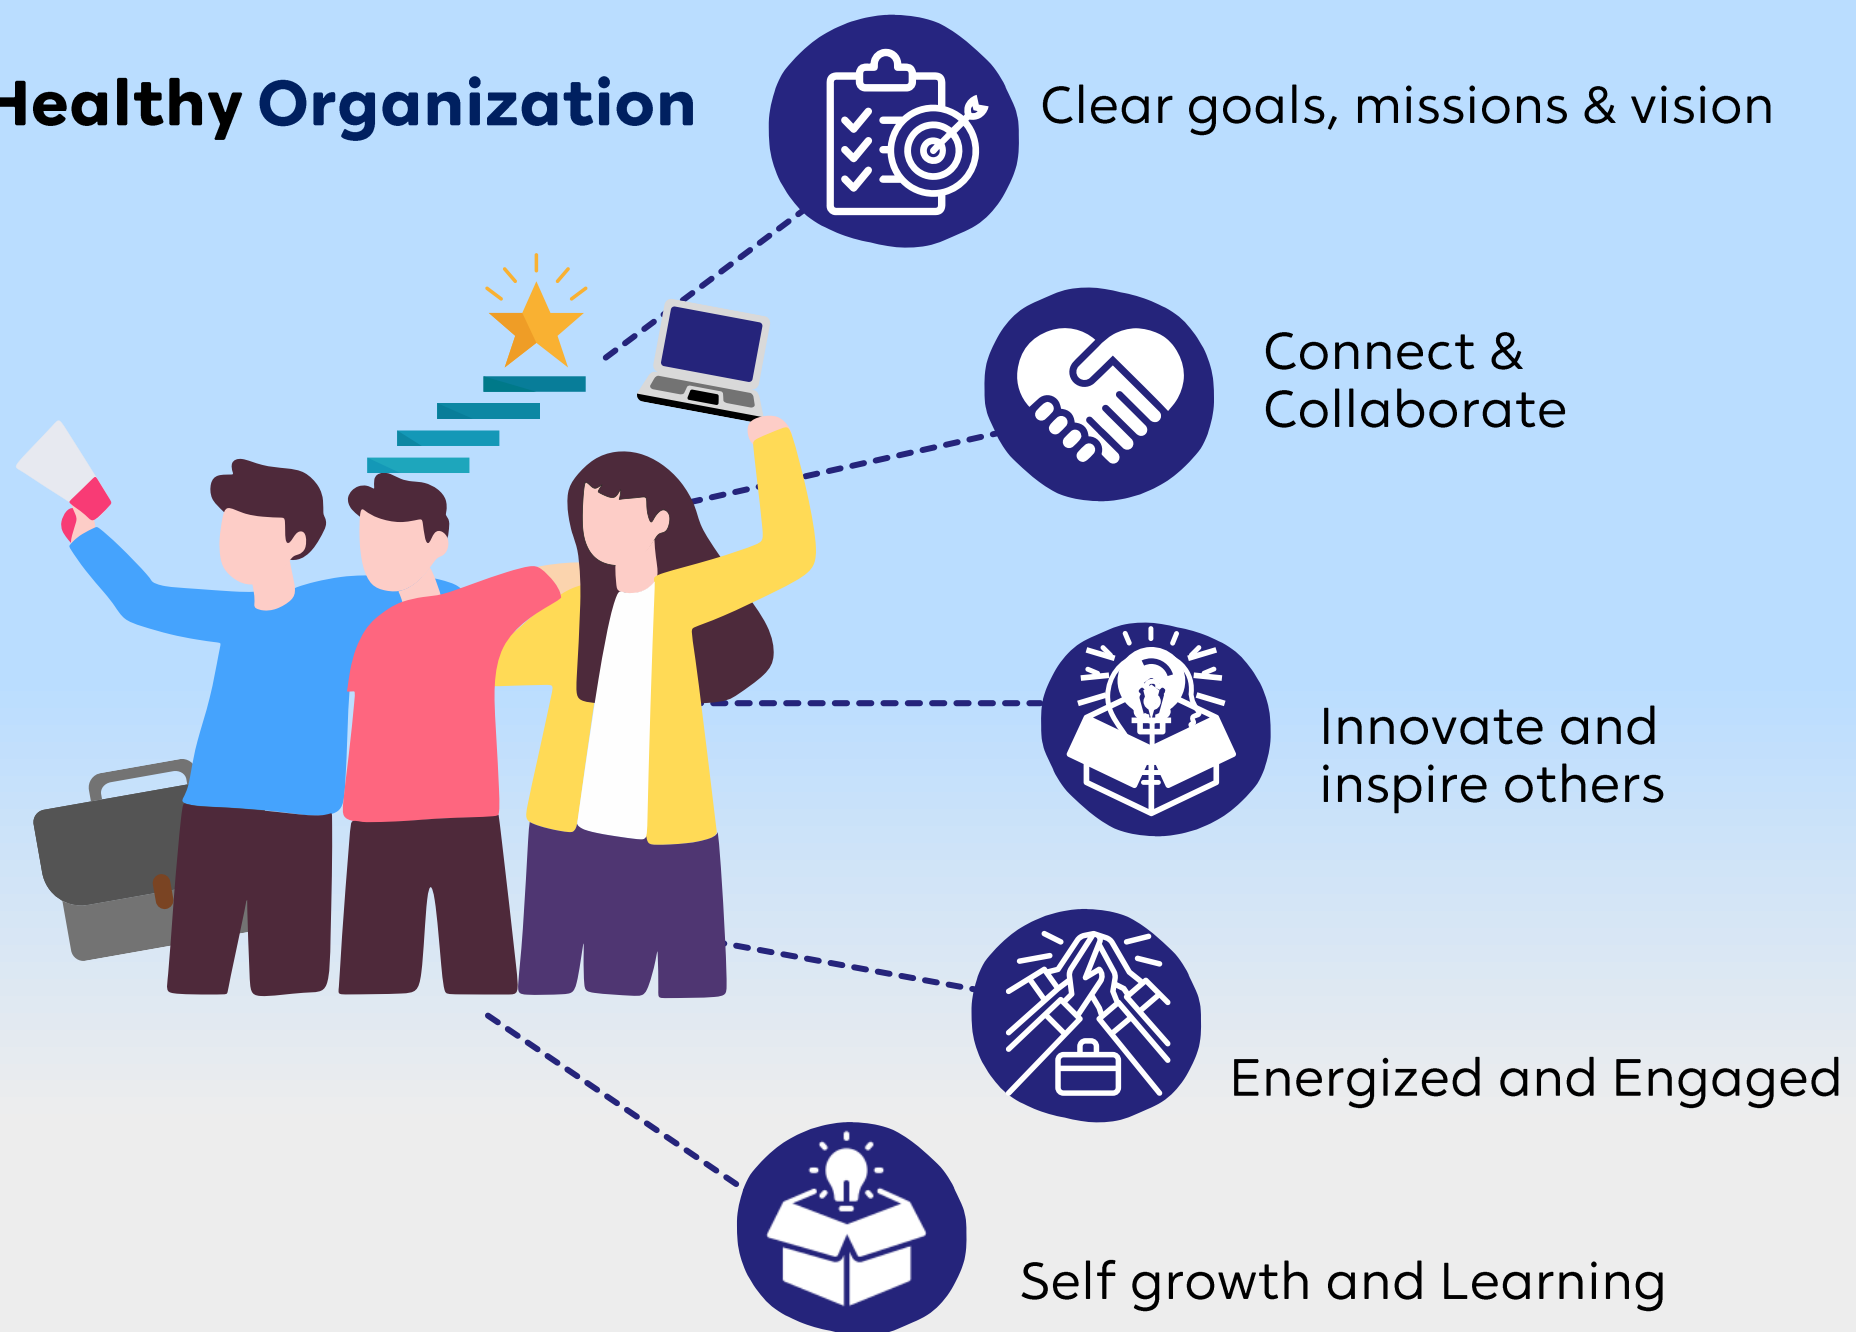 Healthy Organization
Clear goals, missions & vision
Connect &
Collaborate
Innovate and
inspire others
Energized and Engaged
Self growth and Learning